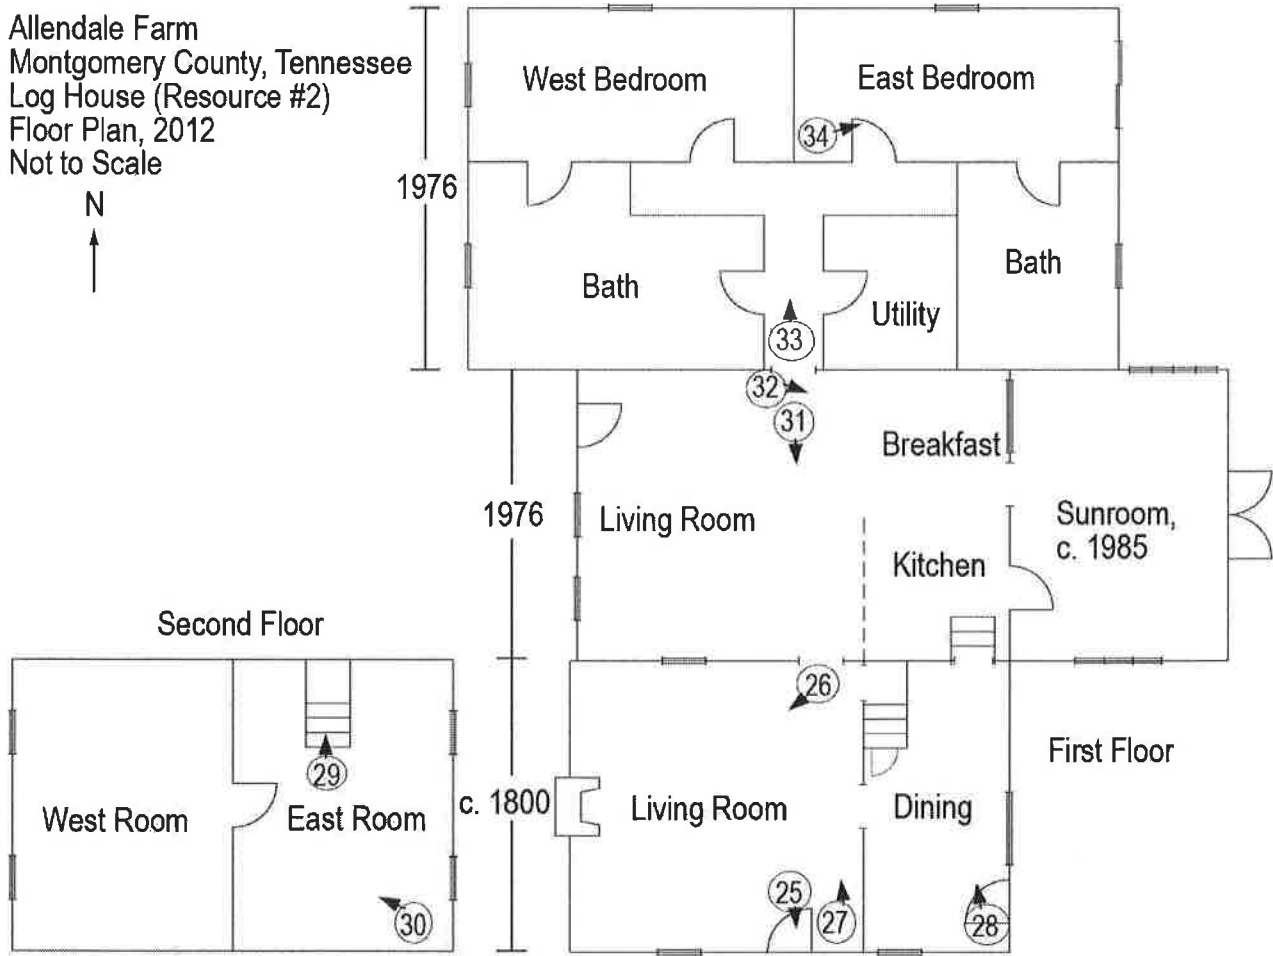 Allendale Farm
Montgomery County, Tennessee
Log House (Resource #2)
Floor Plan, 2012
Not to Scale
N
1976
West Bedroom
East Bedroom
34
Bath
Utility
Bath
33
32
31
1976
Living Room
Breakfast
Kitchen
Sunroom,
c. 1985
Second Floor
29
West Room
East Room
30
c. 1800
26
First Floor
Living Room
Dining
25
27
28